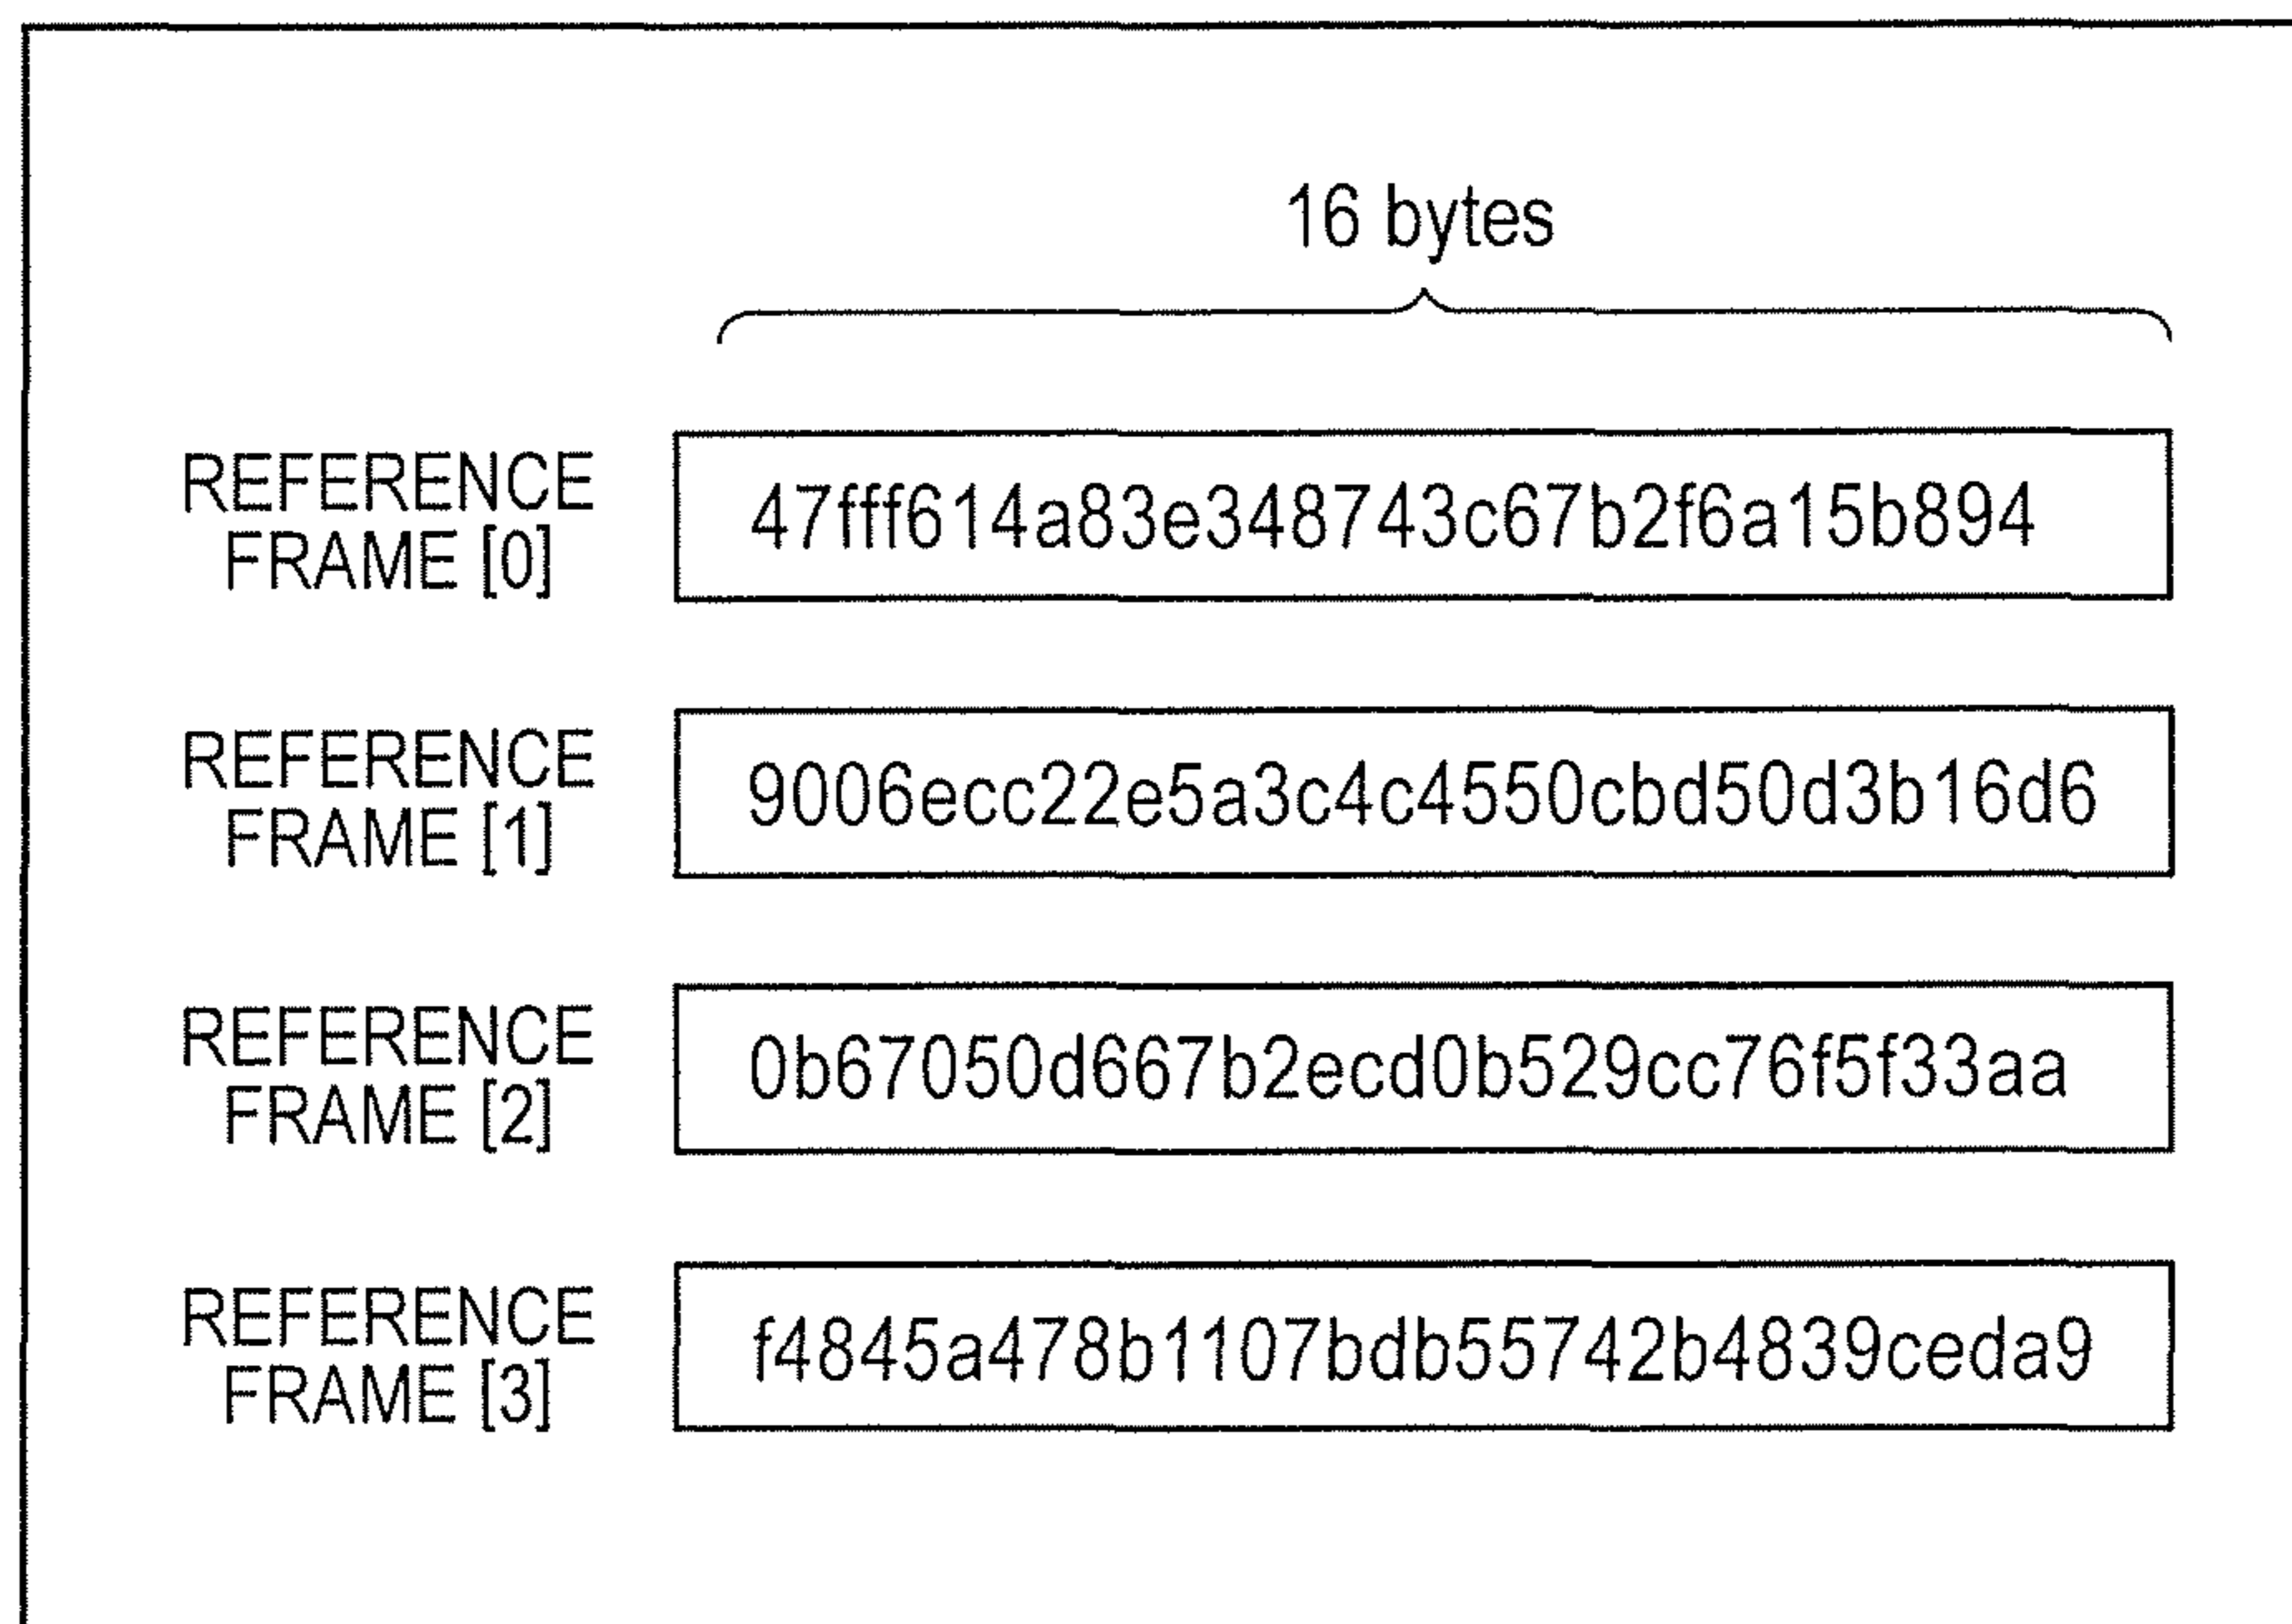 16 bytes
REFERENCE
FRAME [0]
47fff614a83e348743c67b2f6a15b894
REFERENCE
FRAME [1]
9006ecc22e5a3c4c4550cbd50d3b16d6
REFERENCE
FRAME [2]
0b67050d667b2ecd0b529cc76f5f33aa
REFERENCE
FRAME [3]
f4845a478b1107bdb55742b4839ceda9